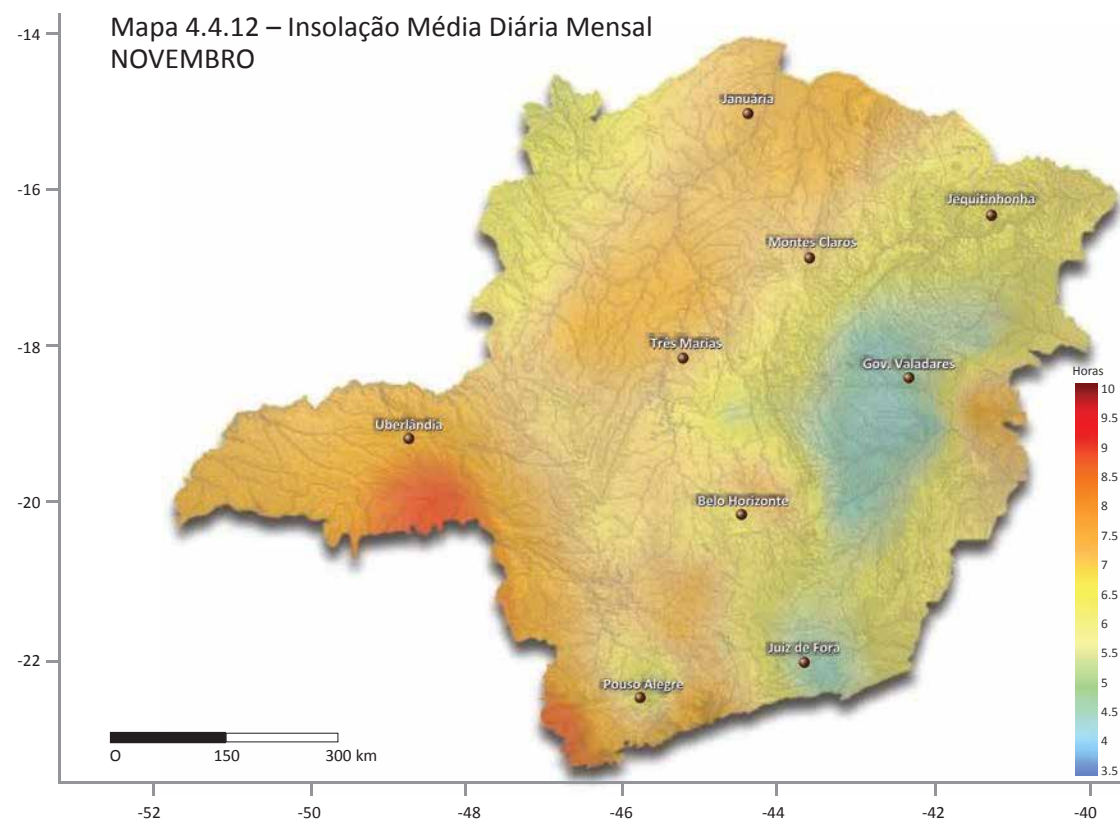 Mapa 4.4.12 – Insolação Média Diária Mensal
NOVEMBRO
-14
-16
-18
-20
-22
Januária
Jequitinhonha
Montes Claros
Três Marias
Gov. Valadares
Uberlândia
Belo Horizonte
Juiz de Fora
Pouso Alegre
Horas
10
9.5
9
8.5
8
7.5
7
6.5
6
5.5
5
4.5
4
3.5
O 150 300 km
-52 -50 -48 -46 -44 -42 -40